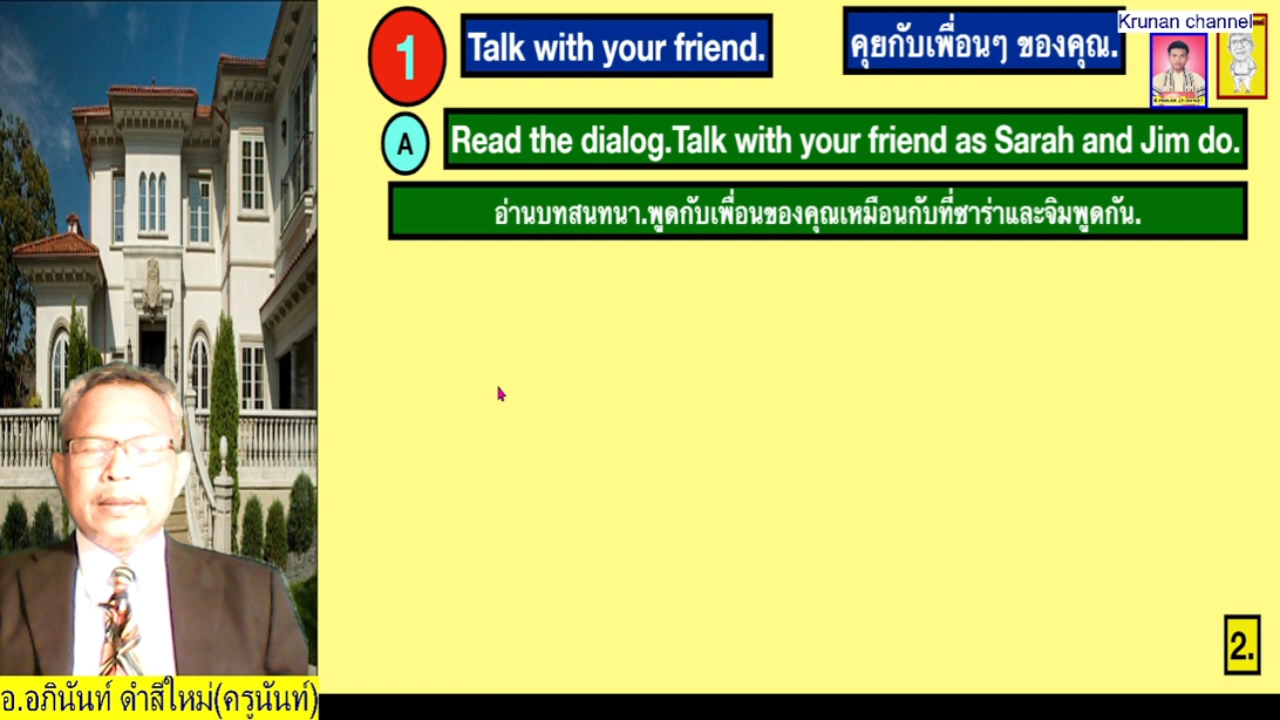 Krunan channel
1
Talk with your friend.
คุยกับเพื่อนๆ ของคุณ.
A
Read the dialog.Talk with your friend as Sarah and Jim do.
อ่านบทสนทนา.พูดกับเพื่อนของคุณเหมือนกับที่ซาร่าและจิมพูดกัน.
2.
อ.อภินันท์ ดำสีใหม่(ครูนันท์)